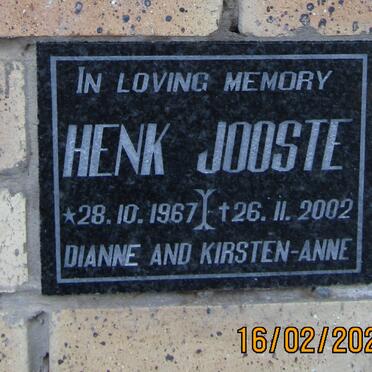 IN LOVING MEMORY
HENK JOOSTE
★28.10.1967 †26.11.2002
DIANNE AND KIRSTEN-ANNE
16/02/202